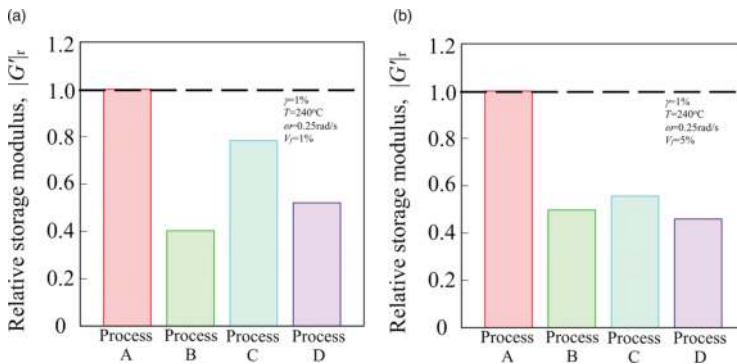 (a)
Relative storage modulus, |G'|r
1.2
1.0
0.8
0.6
0.4
0.2
0
γ=1%
T=240°C
ω=0.25rad/s
Vf=1%
Process Process Process Process
A B C D
(b)
Relative storage modulus, |G'|r
1.2
1.0
0.8
0.6
0.4
0.2
0
γ=1%
T=240°C
ω=0.25rad/s
Vf=5%
Process Process Process Process
A B C D